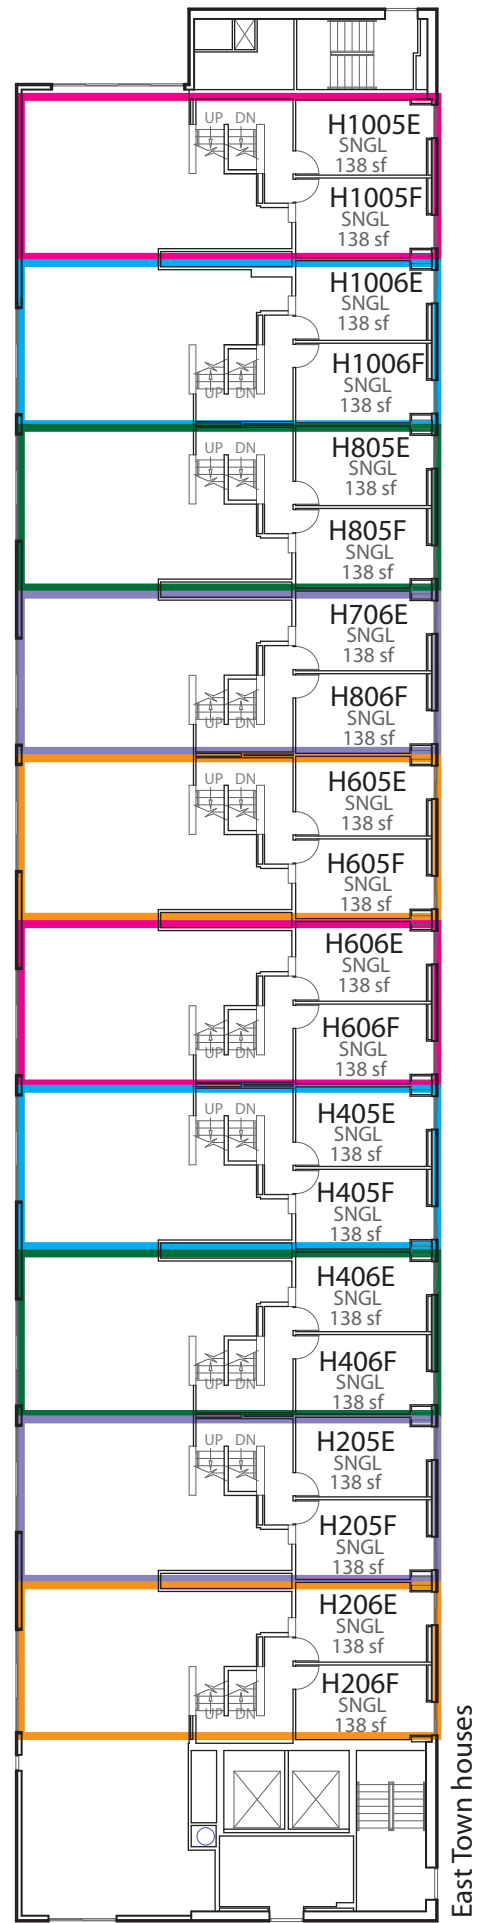 UP DN
H1005E
SNGL
138 sf
H1005F
SNGL
138 sf
H1006E
SNGL
138 sf
H1006F
SNGL
138 sf
UP DN
UP DN
H805E
SNGL
138 sf
H805F
SNGL
138 sf
H706E
SNGL
138 sf
H806F
SNGL
138 sf
UP DN
UP DN
H605E
SNGL
138 sf
H605F
SNGL
138 sf
H606E
SNGL
138 sf
H606F
SNGL
138 sf
UP DN
UP DN
H405E
SNGL
138 sf
H405F
SNGL
138 sf
H406E
SNGL
138 sf
H406F
SNGL
138 sf
UP DN
UP DN
H205E
SNGL
138 sf
H205F
SNGL
138 sf
H206E
SNGL
138 sf
H206F
SNGL
138 sf
UP DN
East Town houses